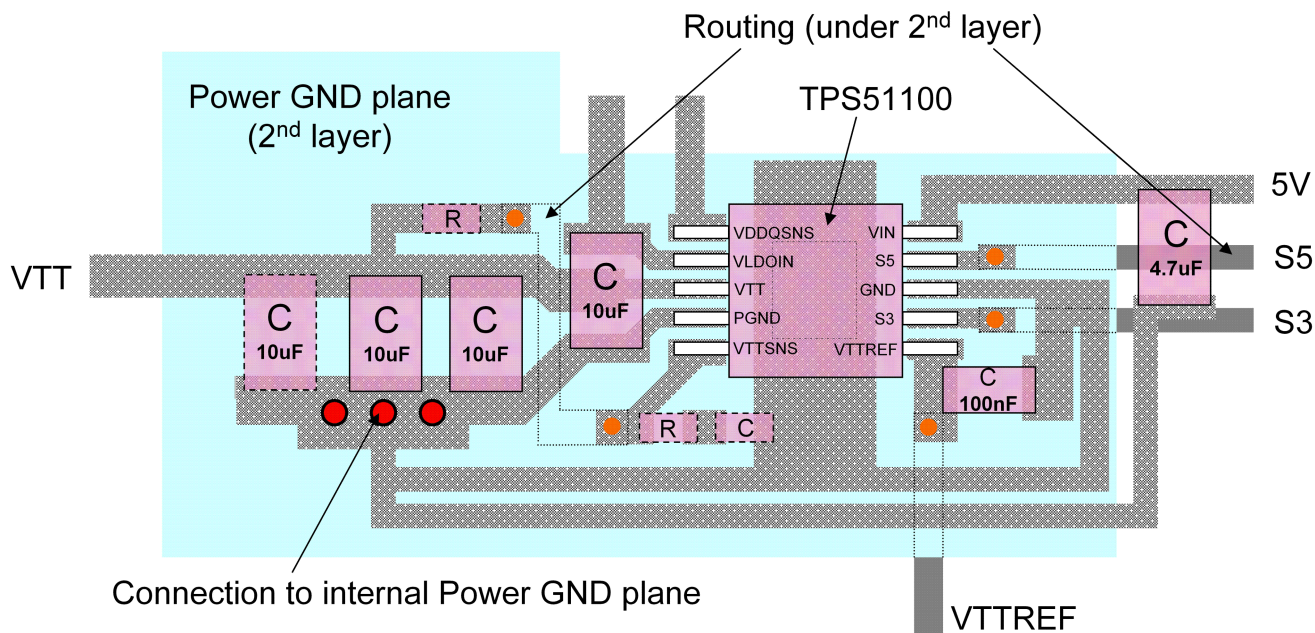 Routing (under 2nd layer)
Power GND plane
(2nd layer)
TPS51100
5V
R
VDDQSNS
VIN
C
4.7uF
VTT
C
10uF
VLDOIN
S5
S5
VTT
GND
C
10uF
C
10uF
C
10uF
PGND
S3
S3
VTTSNS
VTTREF
C
100nF
R
C
Connection to internal Power GND plane
VTTREF